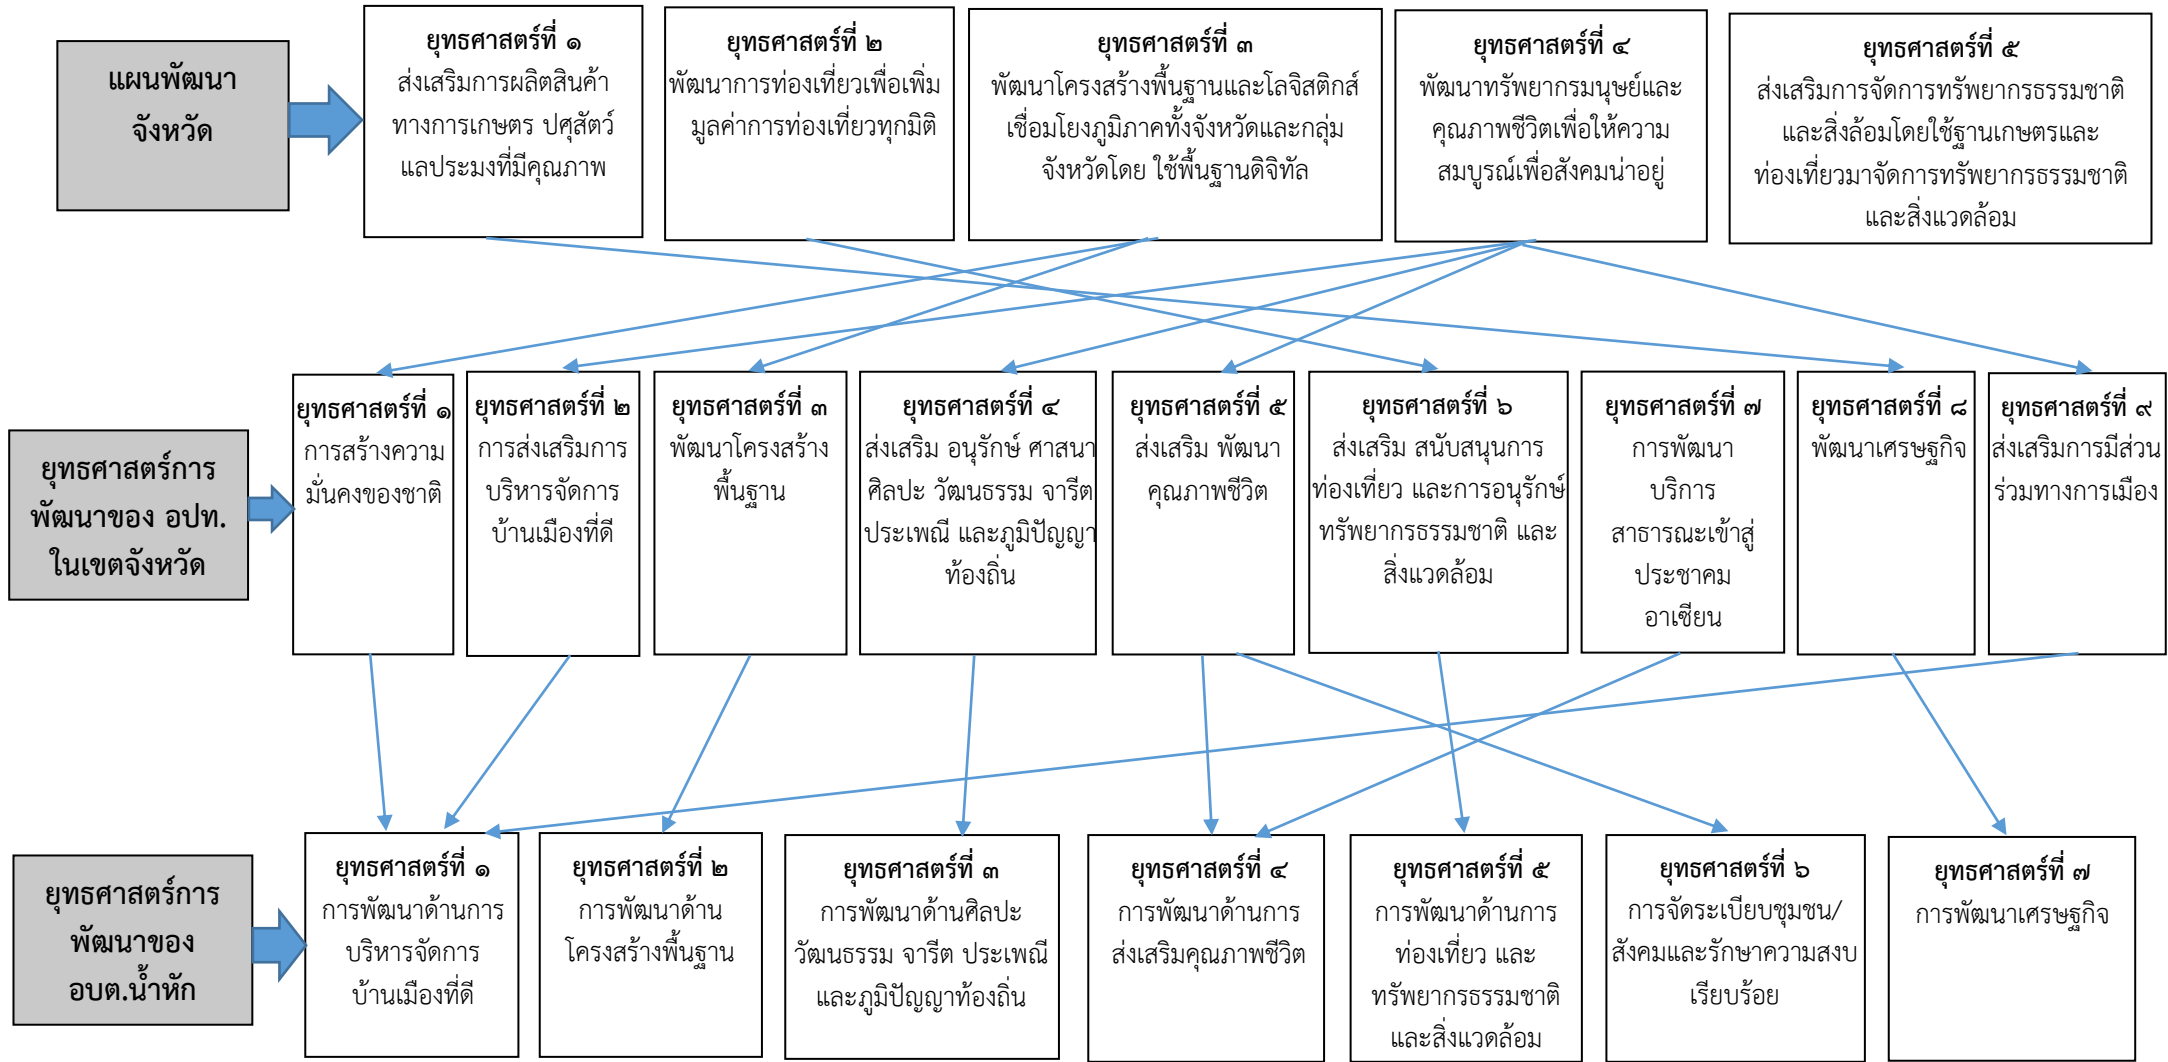 แผนพัฒนา
จังหวัด
ยุทธศาสตร์ที่ ๑
ส่งเสริมการผลิตสินค้า
ทางการเกษตร ปศุสัตว์
แลประมงที่มีคุณภาพ
ยุทธศาสตร์ที่ ๒
พัฒนาการท่องเที่ยวเพื่อเพิ่ม
มูลค่าการท่องเที่ยวทุกมิติ
ยุทธศาสตร์ที่ ๓
พัฒนาโครงสร้างพื้นฐานและโลจิสติกส์
เชื่อมโยงภูมิภาคทั้งจังหวัดและกลุ่ม
จังหวัดโดย ใช้พื้นฐานดิจิทัล
ยุทธศาสตร์ที่ ๔
พัฒนาทรัพยากรมนุษย์และ
คุณภาพชีวิตเพื่อให้ความ
สมบูรณ์เพื่อสังคมน่าอยู่
ยุทธศาสตร์ที่ ๕
ส่งเสริมการจัดการทรัพยากรธรรมชาติ
และสิ่งล้อมโดยใช้ฐานเกษตรและ
ท่องเที่ยวมาจัดการทรัพยากรธรรมชาติ
และสิ่งแวดล้อม
ยุทธศาสตร์การ
พัฒนาของ อปท.
ในเขตจังหวัด
ยุทธศาสตร์ที่ ๑
การสร้างความ
มั่นคงของชาติ
ยุทธศาสตร์ที่ ๒
การส่งเสริมการ
บริหารจัดการ
บ้านเมืองที่ดี
ยุทธศาสตร์ที่ ๓
พัฒนาโครงสร้าง
พื้นฐาน
ยุทธศาสตร์ที่ ๔
ส่งเสริม อนุรักษ์ ศาสนา
ศิลปะ วัฒนธรรม จารีต
ประเพณี และภูมิปัญญา
ท้องถิ่น
ยุทธศาสตร์ที่ ๕
ส่งเสริม พัฒนา
คุณภาพชีวิต
ยุทธศาสตร์ที่ ๖
ส่งเสริม สนับสนุนการ
ท่องเที่ยว และการอนุรักษ์
ทรัพยากรธรรมชาติ และ
สิ่งแวดล้อม
ยุทธศาสตร์ที่ ๗
การพัฒนา
บริการ
สาธารณะเข้าสู่
ประชาคม
อาเซียน
ยุทธศาสตร์ที่ ๘
พัฒนาเศรษฐกิจ
ยุทธศาสตร์ที่ ๙
ส่งเสริมการมีส่วน
ร่วมทางการเมือง
ยุทธศาสตร์การ
พัฒนาของ
อบต.น้ำหัก
ยุทธศาสตร์ที่ ๑
การพัฒนาด้านการ
บริหารจัดการ
บ้านเมืองที่ดี
ยุทธศาสตร์ที่ ๒
การพัฒนาด้าน
โครงสร้างพื้นฐาน
ยุทธศาสตร์ที่ ๓
การพัฒนาด้านศิลปะ
วัฒนธรรม จารีต ประเพณี
และภูมิปัญญาท้องถิ่น
ยุทธศาสตร์ที่ ๔
การพัฒนาด้านการ
ส่งเสริมคุณภาพชีวิต
ยุทธศาสตร์ที่ ๕
การพัฒนาด้านการ
ท่องเที่ยว และ
ทรัพยากรธรรมชาติ
และสิ่งแวดล้อม
ยุทธศาสตร์ที่ ๖
การจัดระเบียบชุมชน/
สังคมและรักษาความสงบ
เรียบร้อย
ยุทธศาสตร์ที่ ๗
การพัฒนาเศรษฐกิจ